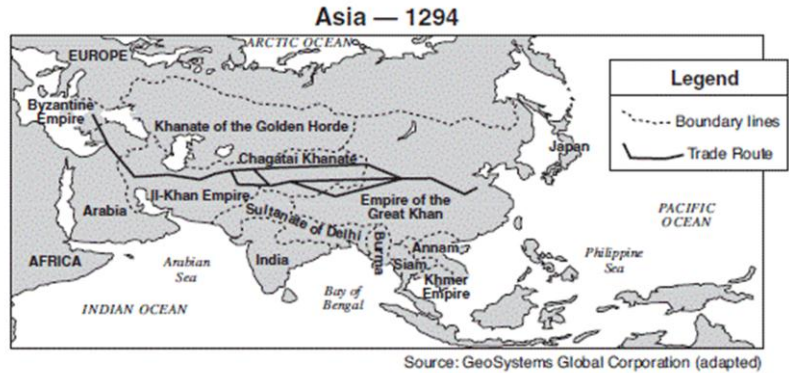 Asia — 1294
ARCTIC OCEAN
EUROPE
Byzantine
Empire
Khanate of the Golden Horde
Chagatai Khanate
Japan
Il-Khan Empire
Empire of the
Great Khan
Arabia
Sultanate of Delhi
PACIFIC
OCEAN
AFRICA
Arabian
Sea
India
Burma
Annam
Siam
Khmer
Empire
Philippine
Sea
Bay of
Bengal
INDIAN OCEAN
Legend
Boundary lines
Trade Route
Source: GeoSystems Global Corporation (adapted)